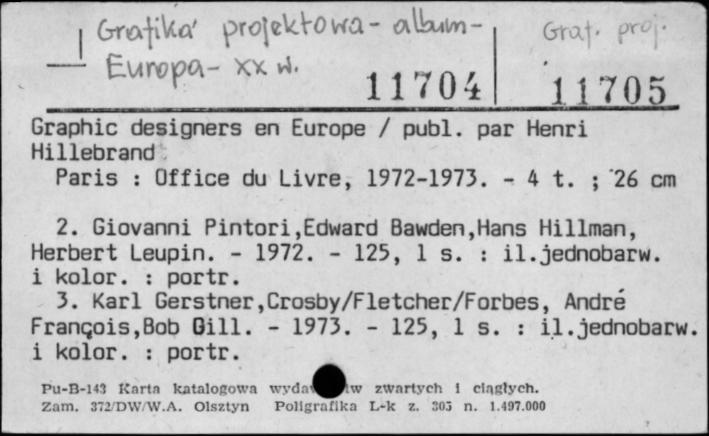 Grafika projektowa - album -
Graf. proj.
Europa - XX w.
11704
11705
Graphic designers en Europe / publ. par Henri
Hillebrand
Paris : Office du Livre, 1972-1973. - 4 t. ; 26 cm
2. Giovanni Pintori,Edward Bawden,Hans Hillman,
Herbert Leupin. - 1972. - 125, 1 s. : il.jednobarw.
i kolor. : portr.
3. Karl Gerstner,Crosby/Fletcher/Forbes, André
François,Bob Gill. - 1973. - 125, 1 s. : il.jednobarw.
i kolor. : portr.
Pu-B-143 Karta katalogowa zwartych i ciągłych.
Zam. 372/DW/W.A. Olsztyn Poligrafika L-k z. 305 n. 1.497.000